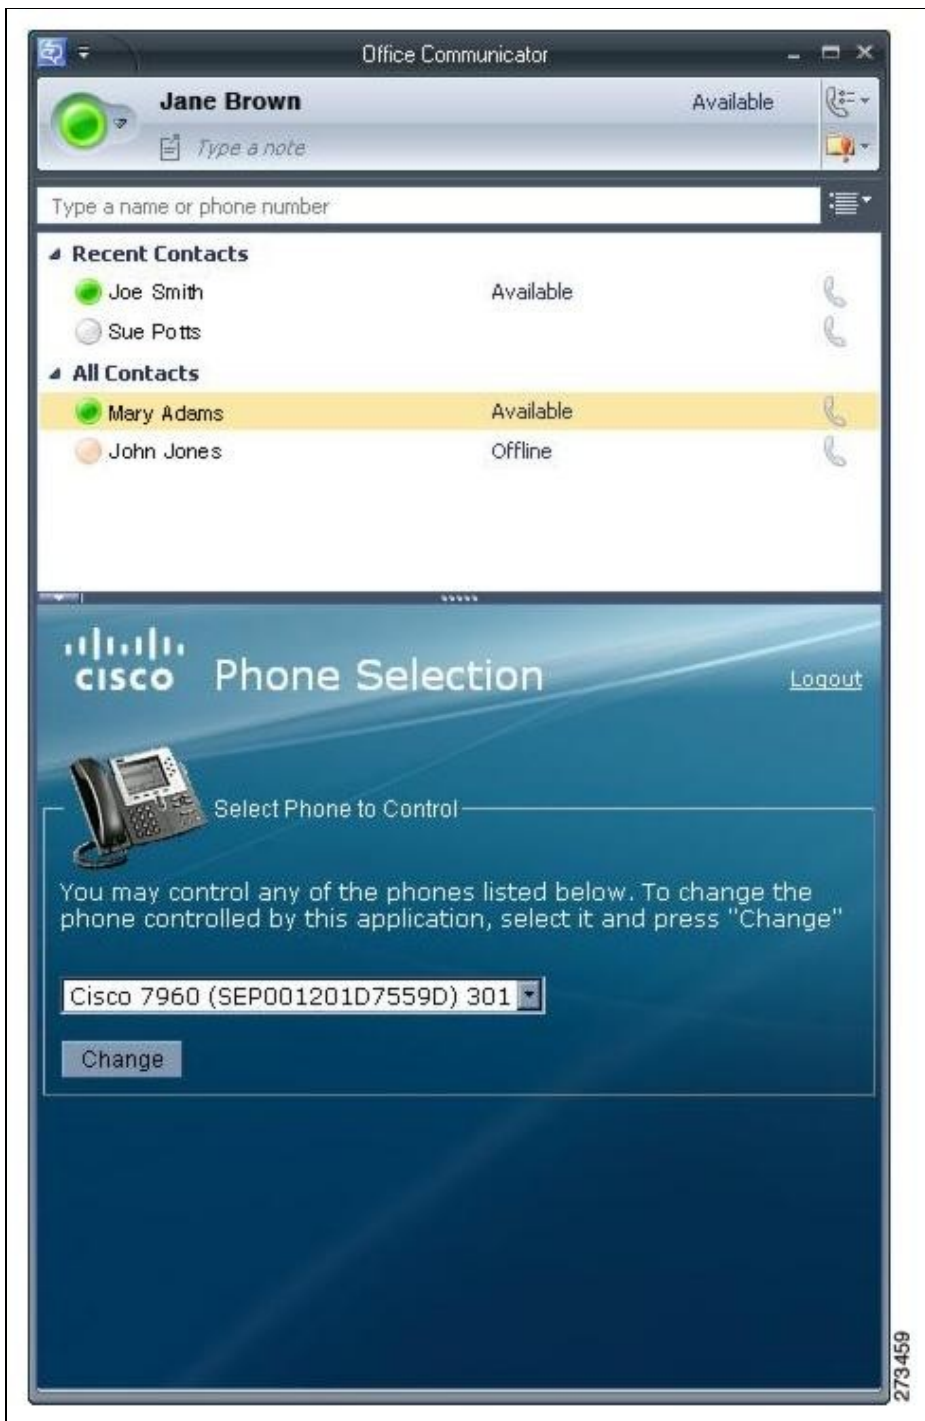 Office Communicator
Jane Brown Available
Type a note
Type a name or phone number
Recent Contacts
Joe Smith Available
Sue Potts
All Contacts
Mary Adams Available
John Jones Offline
CISCO Phone Selection Logout
Select Phone to Control
You may control any of the phones listed below. To change the
phone controlled by this application, select it and press "Change"
Cisco 7960 (SEP001201D7559D) 301
Change
273459